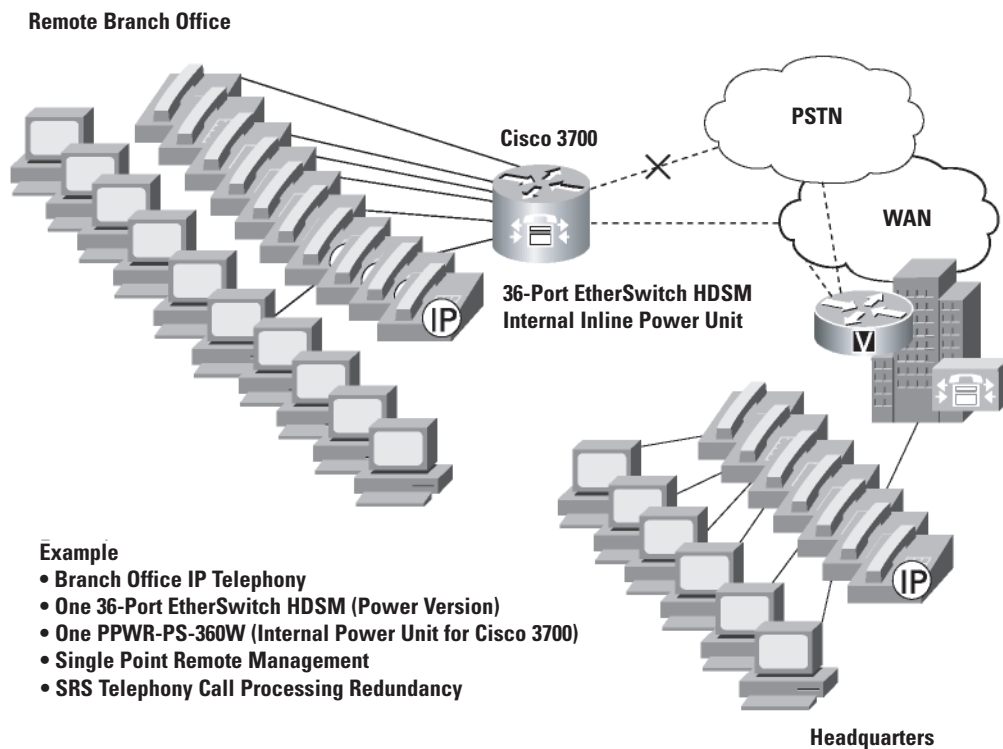 Remote Branch Office
Cisco 3700
PSTN
WAN
36-Port EtherSwitch HDSM
Internal Inline Power Unit
IP
V
IP
Example
• Branch Office IP Telephony
• One 36-Port EtherSwitch HDSM (Power Version)
• One PPWR-PS-360W (Internal Power Unit for Cisco 3700)
• Single Point Remote Management
• SRS Telephony Call Processing Redundancy
Headquarters